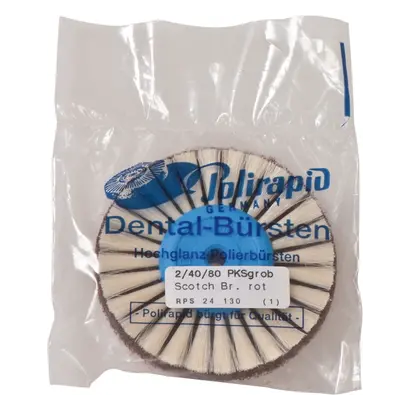 Polirapid
GERMANY
Dental-Bürsten
Hochglanz-Polierbürsten
2/40/80 PKSgrob
Scotch Br. rot
RPS 24 130 (1)
- Polirapid bürgt für Qualität -